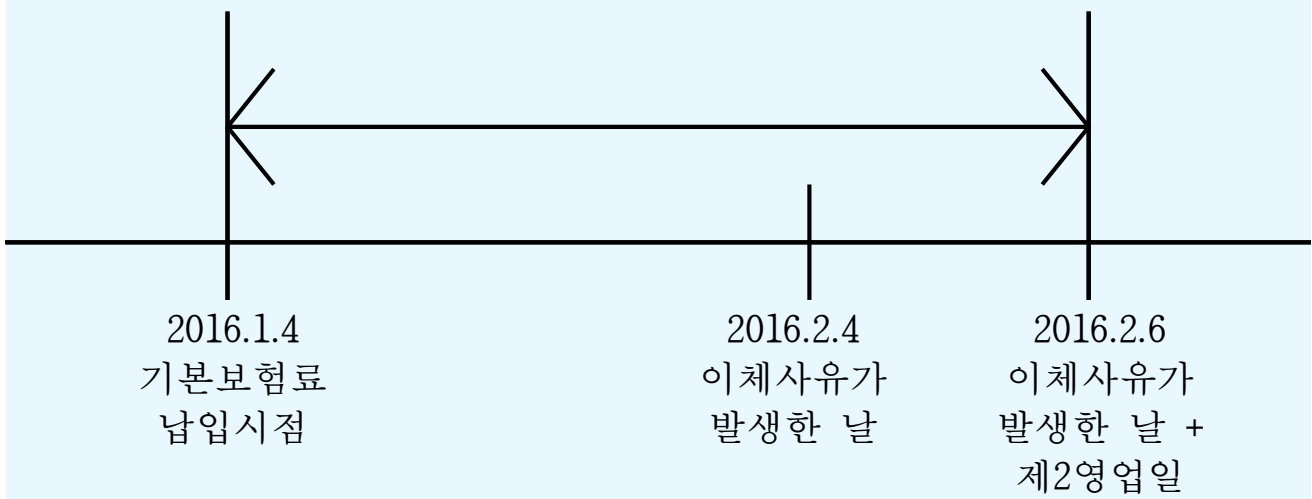 2016.1.4
기본보험료
납입시점
2016.2.4
이체사유가
발생한 날
2016.2.6
이체사유가
발생한 날 +
제2영업일